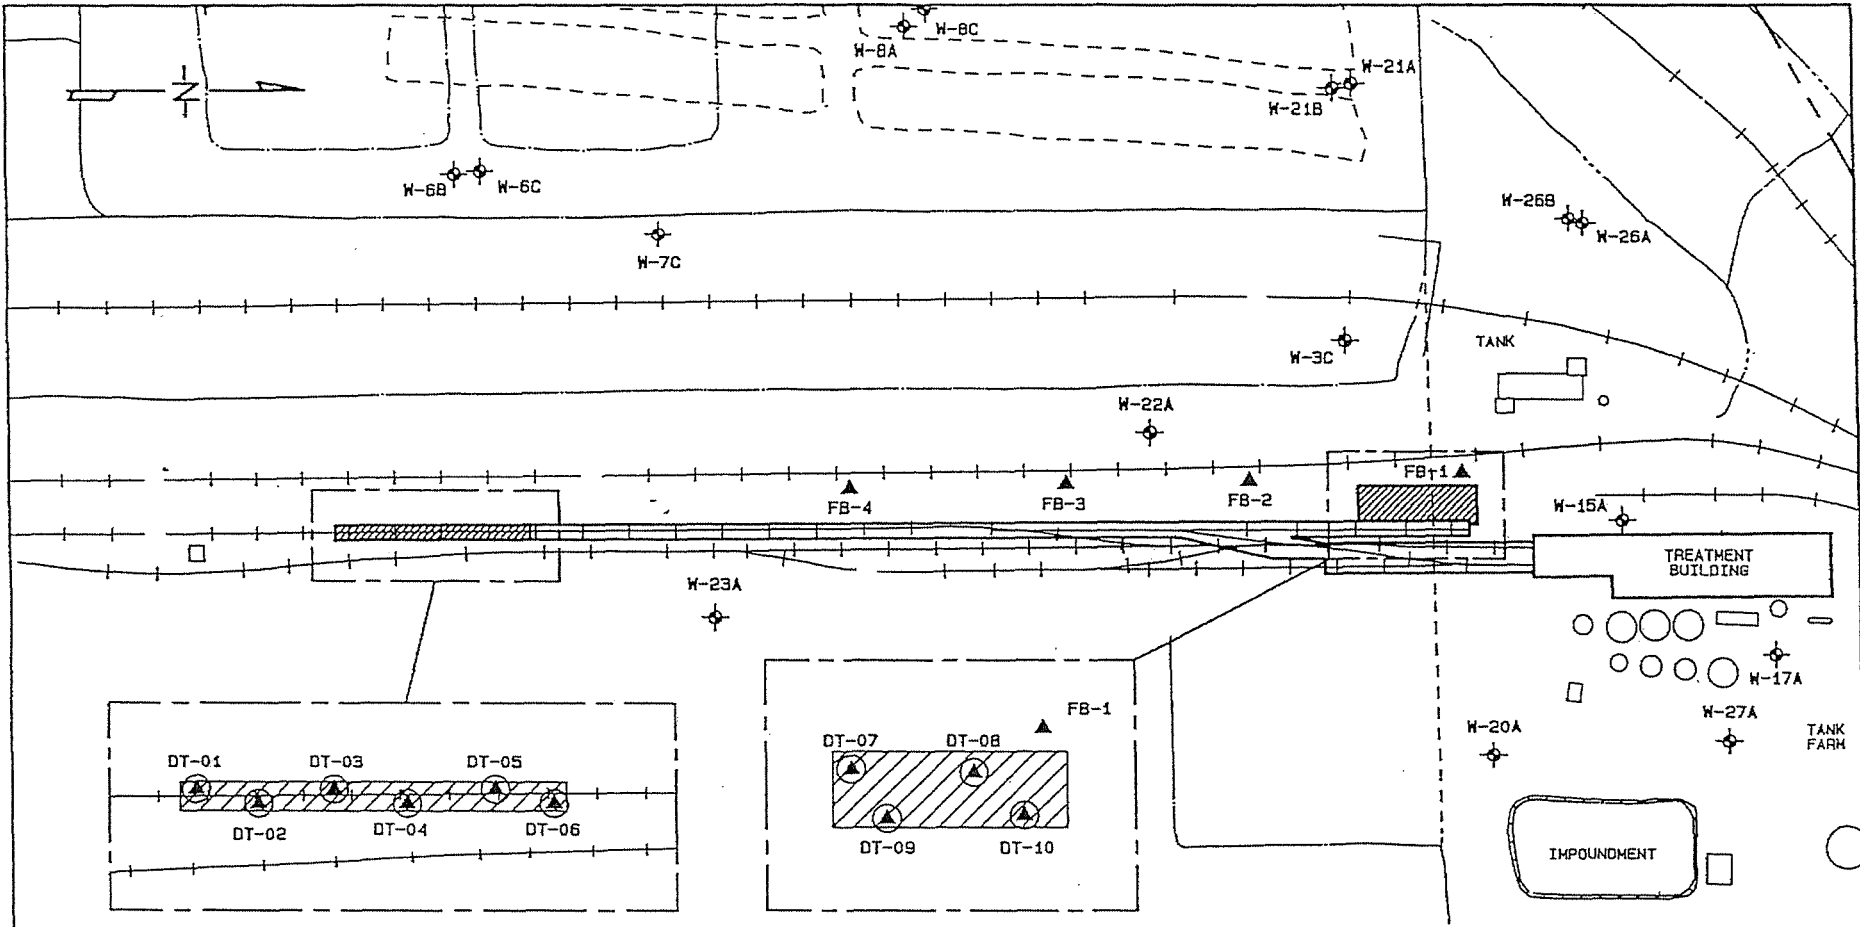 W-8C
W-8A
W-21A
W-21B
N
W-6B
W-6C
W-26B
W-26A
W-7C
W-3C
TANK
W-22A
FB-1
FB-4
FB-3
FB-2
W-15A
TREATMENT
BUILDING
W-23A
W-17A
FB-1
W-20A
W-27A
TANK
FARM
DT-01
DT-03
DT-05
DT-07
DT-08
DT-02
DT-04
DT-06
DT-09
DT-10
IMPOUNDMENT